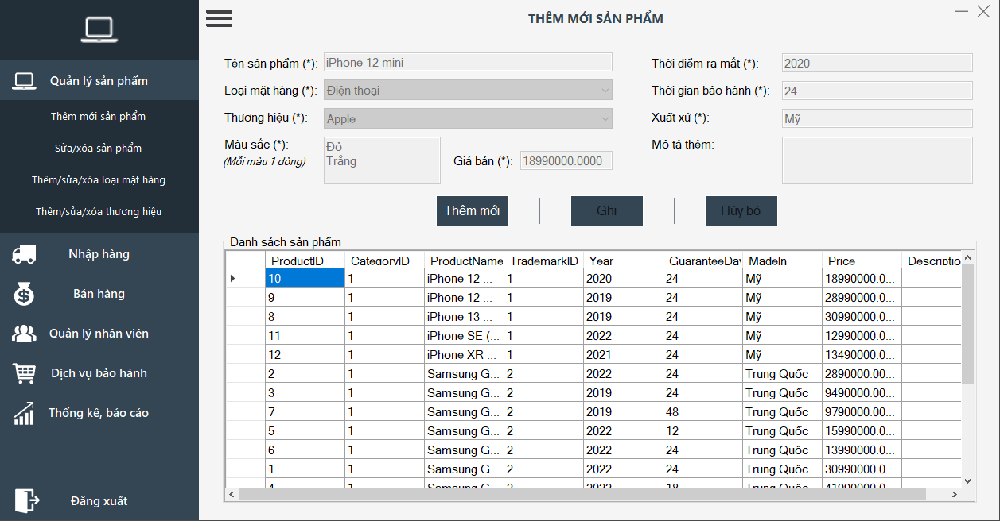 THÊM MỚI SẢN PHẨM
Quản lý sản phẩm
Thêm mới sản phẩm
Sửa/xóa sản phẩm
Thêm/sửa/xóa loại mặt hàng
Thêm/sửa/xóa thương hiệu
Nhập hàng
Bán hàng
Quản lý nhân viên
Dịch vụ bảo hành
Thống kê, báo cáo
Đăng xuất
Tên sản phẩm (*): iPhone 12 mini
Loại mặt hàng (*): Điện thoại
Thương hiệu (*): Apple
Màu sắc (*):
(Mỗi màu 1 dòng)
Đỏ
Trắng
Giá bán (*): 18990000.0000
Thời điểm ra mắt (*): 2020
Thời gian bảo hành (*): 24
Xuất xứ (*): Mỹ
Mô tả thêm:
Thêm mới Ghi Hủy bỏ
Danh sách sản phẩm
ProductID CategoryID ProductName TrademarkID Year GuaranteeDay MadeIn Price Descriptio
10 1 iPhone 12 ... 1 2020 24 Mỹ 18990000.0...
9 1 iPhone 12 ... 1 2019 24 Mỹ 28990000.0...
8 1 iPhone 13 ... 1 2019 24 Mỹ 30990000.0...
11 1 iPhone SE (... 1 2022 24 Mỹ 12990000.0...
12 1 iPhone XR ... 1 2021 24 Mỹ 13490000.0...
2 1 Samsung G... 2 2022 24 Trung Quốc 2890000.00...
3 1 Samsung G... 2 2019 24 Trung Quốc 9490000.00...
7 1 Samsung G... 2 2019 48 Trung Quốc 9790000.00...
5 1 Samsung G... 2 2022 12 Trung Quốc 15990000.0...
6 1 Samsung G... 2 2022 24 Trung Quốc 13990000.0...
1 1 Samsung G... 2 2022 24 Trung Quốc 30990000.0...
4 1 Samsung G... 2 2022 18 Trung Quốc 41990000.0...